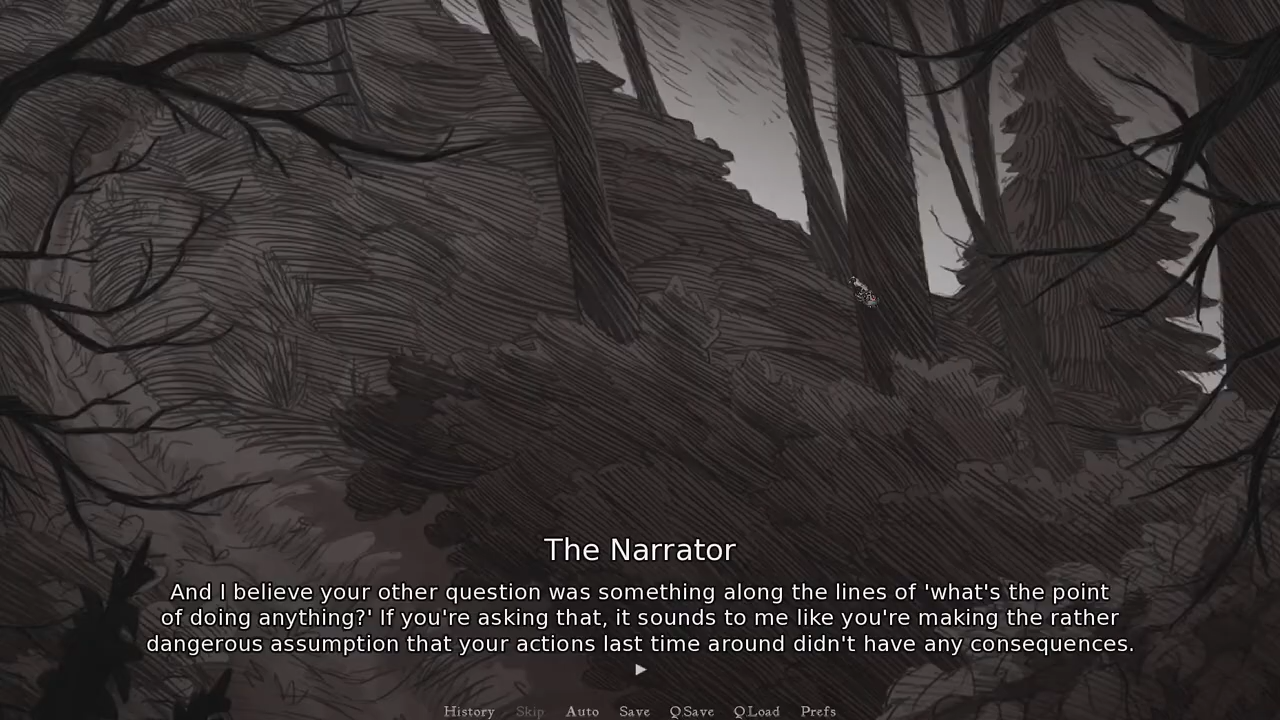 The Narrator
And I believe your other question was something along the lines of 'what's the point
of doing anything?' If you're asking that, it sounds to me like you're making the rather
dangerous assumption that your actions last time around didn't have any consequences.
History Skip Auto Save Q.Save Q.Load Prefs